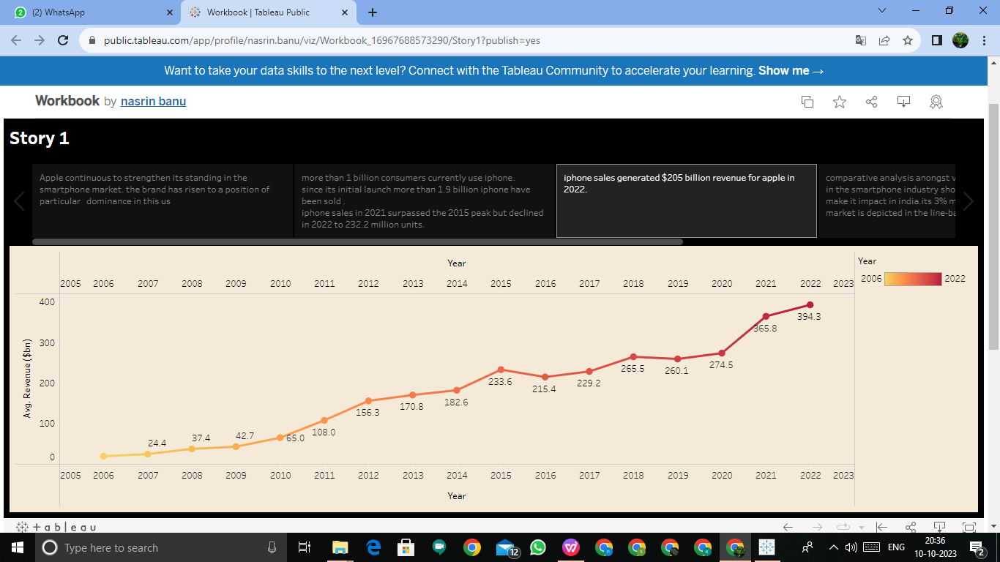 (2) WhatsApp
Workbook | Tableau Public
public.tableau.com/app/profile/nasrin.banu/viz/Workbook_16967688573290/Story1?publish=yes
Want to take your data skills to the next level? Connect with the Tableau Community to accelerate your learning. Show me →
Workbook by nasrin banu
Story 1
Apple continuous to strengthen its standing in the
smartphone market. the brand has risen to a position of
particular dominance in this us
more than 1 billion consumers currently use iphone.
since its initial launch more than 1.9 billion iphone have
been sold .
iphone sales in 2021 surpassed the 2015 peak but declined
in 2022 to 232.2 million units.
iphone sales generated $205 billion revenue for apple in
2022.
comparative analysis anongst v
in the smartphone industry sho
make it impact in india.its 3% m
market is depicted in the line-ba
Year
2005 2006 2007 2008 2009 2010 2011 2012 2013 2014 2015 2016 2017 2018 2019 2020 2021 2022 2023
Year
2006 2022
Avg. Revenue ($bn)
400
300
200
100
0
24.4
37.4
42.7
65.0
108.0
156.3
170.8
182.6
233.6
215.4
229.2
265.5
260.1
274.5
365.8
394.3
2005 2006 2007 2008 2009 2010 2011 2012 2013 2014 2015 2016 2017 2018 2019 2020 2021 2022 2023
Year
+ a b l e a u
Type here to search
12
ENG
20:36
10-10-2023
2